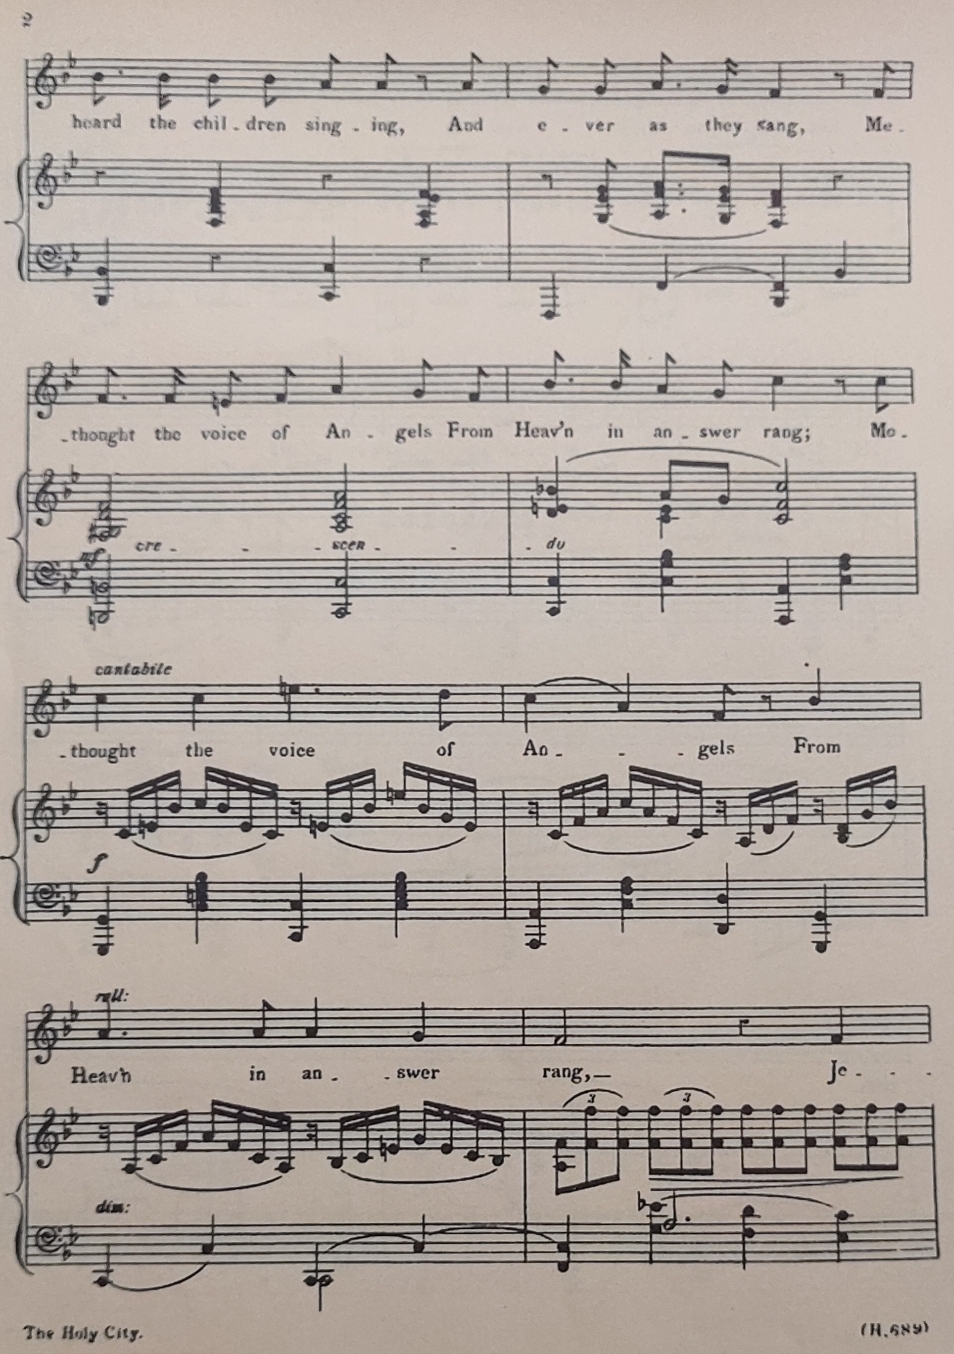 2
heard the chil - dren sing - ing, And e - ver as they sang, Me -
- thought the voice of An - gels From Heav'n in an - swer rang; Me -
mf cre - - scen - - - do
cantabile
- thought the voice of An - - - gels From
f
rall:
Heav'n in an - - swer rang,— Je - - -
3 3
dim:
The Holy City. (H.689)